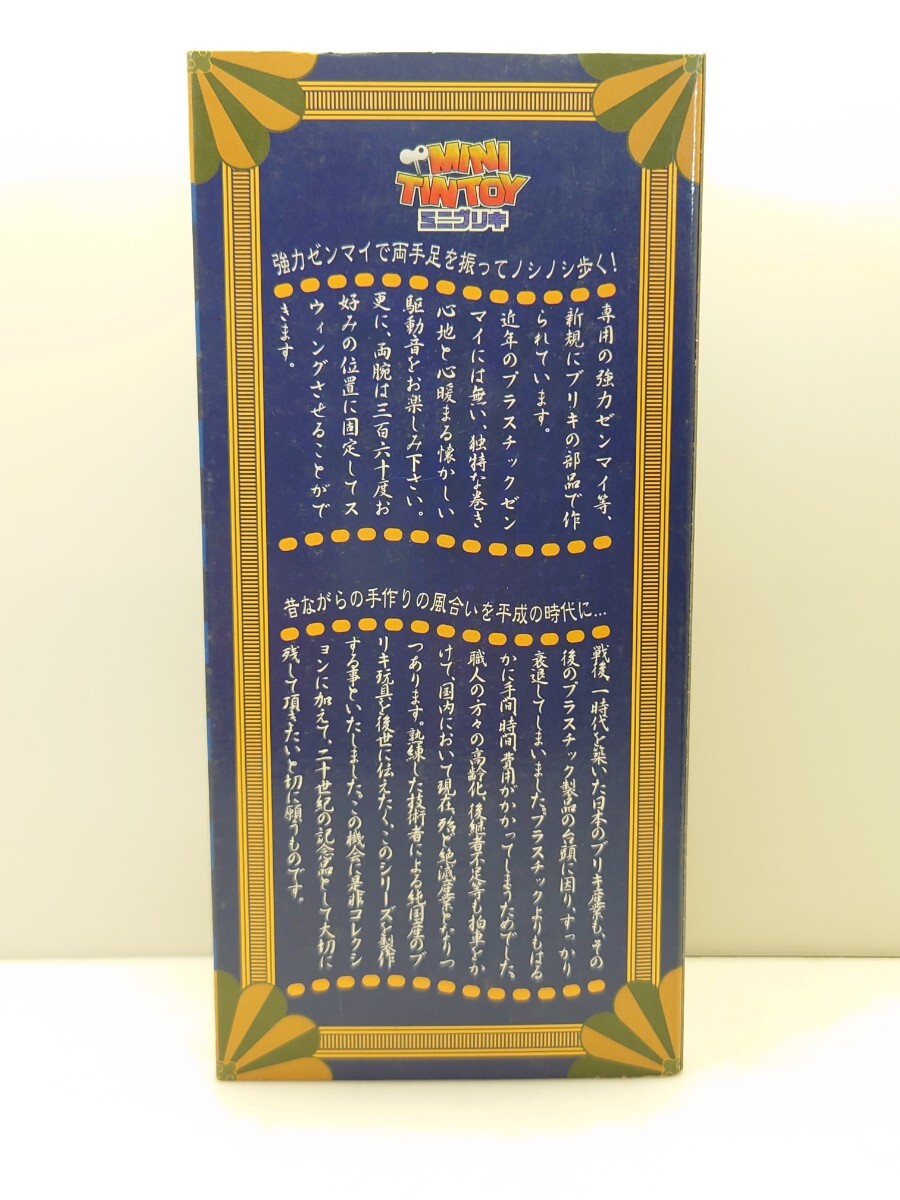 MINI
TINTOY
ミニブリキ
強力ゼンマイで両手足を振ってノシノシ歩く!
専用の強力ゼンマイ等、
新規にブリキの部品で作
られています。
近年のプラスチックゼン
マイには無い、独特な巻き
心地と心暖まる懐かしい
駆動音をお楽しみ下さい。
更に、両腕は三百六十度お
好みの位置に固定してス
ウィングさせることがで
きます。
昔ながらの手作りの風合いを平成の時代に…
戦後一時代を築いた日本のブリキ産業も、その
後のプラスチック製品の台頭に因り、すっかり
衰退してしまいました。プラスチックよりもはる
かに手間、時間、費用がかかってしまうためでした。
職人の方々の高齢化、後継者不足等も拍車をか
けて、国内において現在、殆ど絶滅産業となりつ
つあります。熟練した技術者による純国産のブ
リキ玩具を後世に伝えたく、このシリーズを製作
する事といたしました。この機会に是非コレクシ
ョンに加えて、二十世紀の記念品として大切に
残して頂きたいと切に願うものです。